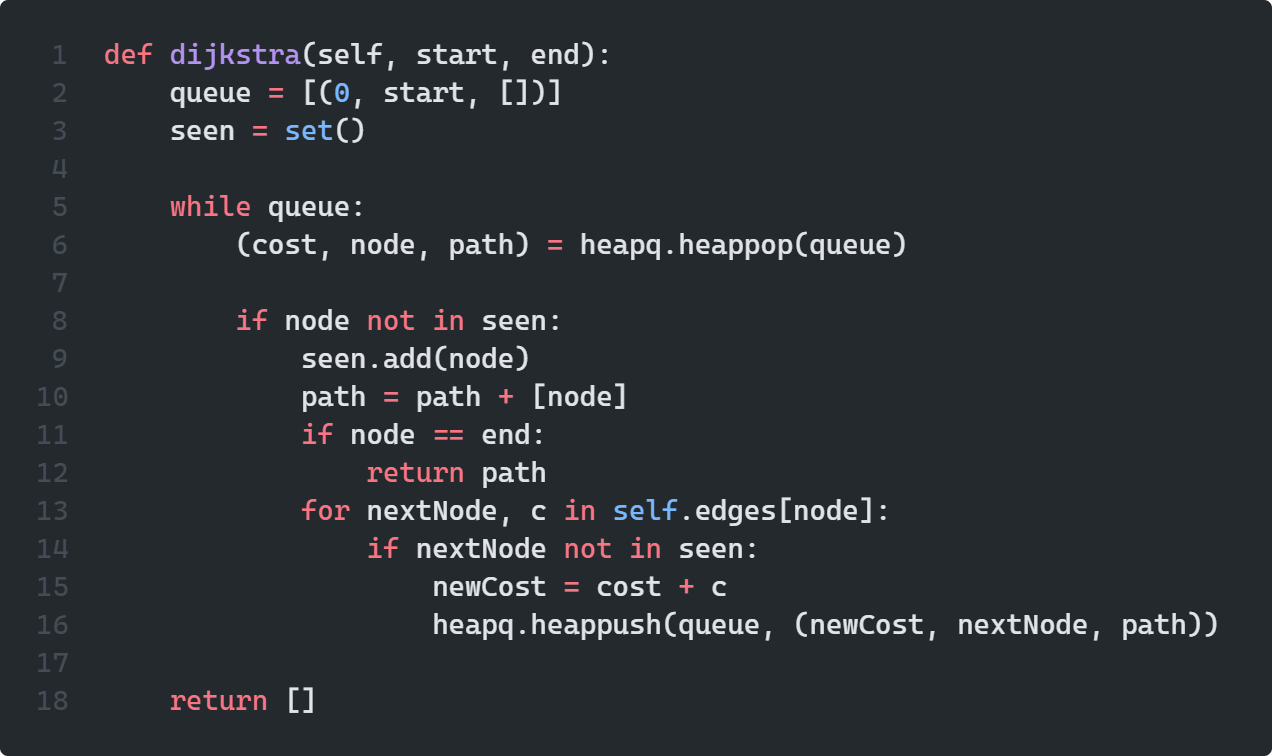 1 def dijkstra(self, start, end):
2     queue = [(0, start, [])]
3     seen = set()
4
5     while queue:
6         (cost, node, path) = heapq.heappop(queue)
7
8         if node not in seen:
9             seen.add(node)
10             path = path + [node]
11             if node == end:
12                 return path
13             for nextNode, c in self.edges[node]:
14                 if nextNode not in seen:
15                     newCost = cost + c
16                     heapq.heappush(queue, (newCost, nextNode, path))
17
18     return []